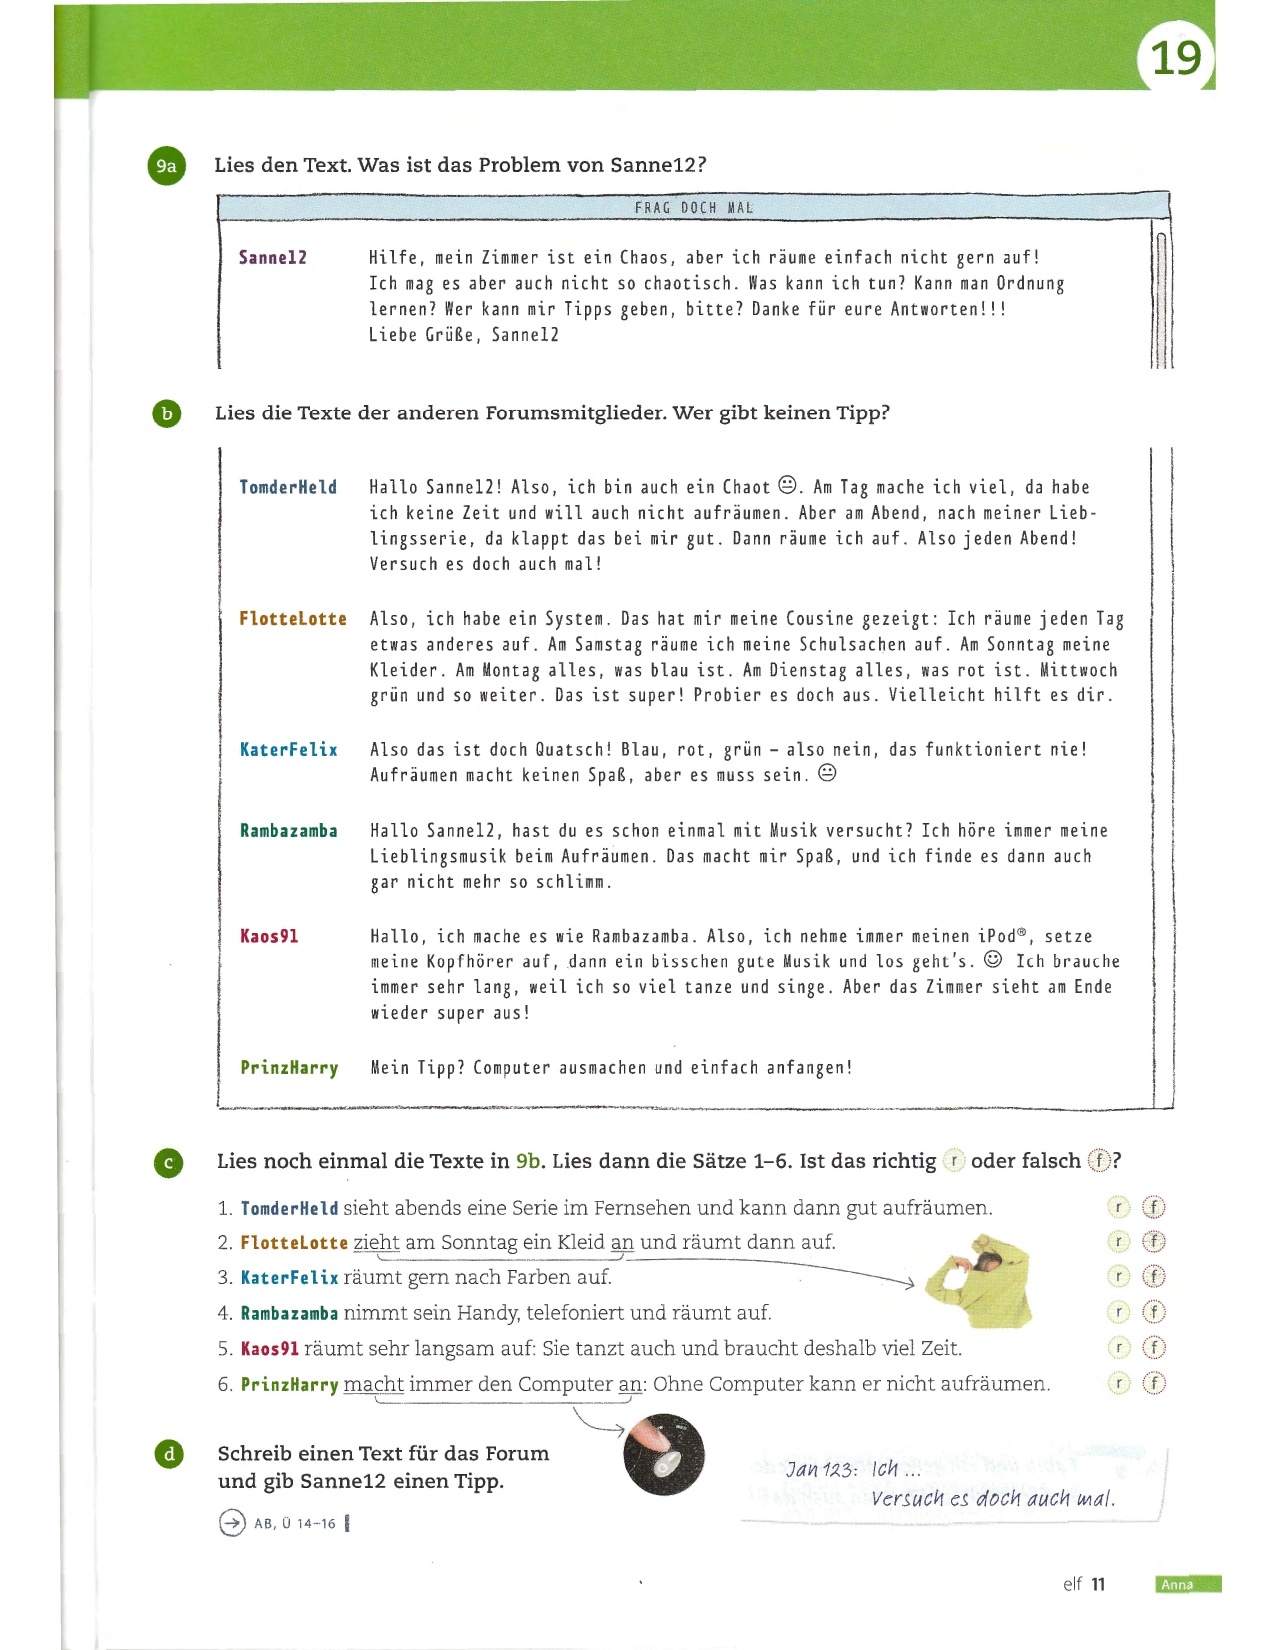 19
9a Lies den Text. Was ist das Problem von Sanne12?
FRAG DOCH MAL
Sanne12 Hilfe, mein Zimmer ist ein Chaos, aber ich räume einfach nicht gern auf!
Ich mag es aber auch nicht so chaotisch. Was kann ich tun? Kann man Ordnung
lernen? Wer kann mir Tipps geben, bitte? Danke für eure Antworten!!!
Liebe Grüße, Sanne12
b Lies die Texte der anderen Forumsmitglieder. Wer gibt keinen Tipp?
TomderHeld Hallo Sanne12! Also, ich bin auch ein Chaot 😐. Am Tag mache ich viel, da habe
ich keine Zeit und will auch nicht aufräumen. Aber am Abend, nach meiner Lieb-
lingsserie, da klappt das bei mir gut. Dann räume ich auf. Also jeden Abend!
Versuch es doch auch mal!
FlotteLotte Also, ich habe ein System. Das hat mir meine Cousine gezeigt: Ich räume jeden Tag
etwas anderes auf. Am Samstag räume ich meine Schulsachen auf. Am Sonntag meine
Kleider. Am Montag alles, was blau ist. Am Dienstag alles, was rot ist. Mittwoch
grün und so weiter. Das ist super! Probier es doch aus. Vielleicht hilft es dir.
KaterFelix Also das ist doch Quatsch! Blau, rot, grün – also nein, das funktioniert nie!
Aufräumen macht keinen Spaß, aber es muss sein. 😐
Rambazamba Hallo Sanne12, hast du es schon einmal mit Musik versucht? Ich höre immer meine
Lieblingsmusik beim Aufräumen. Das macht mir Spaß, und ich finde es dann auch
gar nicht mehr so schlimm.
Kaos91 Hallo, ich mache es wie Rambazamba. Also, ich nehme immer meinen iPod®, setze
meine Kopfhörer auf, dann ein bisschen gute Musik und los geht's. ☺ Ich brauche
immer sehr lang, weil ich so viel tanze und singe. Aber das Zimmer sieht am Ende
wieder super aus!
PrinzHarry Mein Tipp? Computer ausmachen und einfach anfangen!
c Lies noch einmal die Texte in 9b. Lies dann die Sätze 1–6. Ist das richtig r oder falsch f?
1. TomderHeld sieht abends eine Serie im Fernsehen und kann dann gut aufräumen. r f
2. FlotteLotte zieht am Sonntag ein Kleid an und räumt dann auf. r f
3. KaterFelix räumt gern nach Farben auf. r f
4. Rambazamba nimmt sein Handy, telefoniert und räumt auf. r f
5. Kaos91 räumt sehr langsam auf: Sie tanzt auch und braucht deshalb viel Zeit. r f
6. PrinzHarry macht immer den Computer an: Ohne Computer kann er nicht aufräumen. r f
d Schreib einen Text für das Forum
und gib Sanne12 einen Tipp.
Jan123: Ich ...
Versuch es doch auch mal.
AB, Ü 14–16
elf 11 Anna